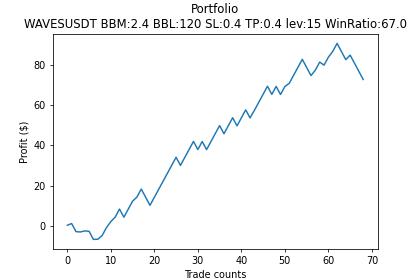 Portfolio
WAVESUSDT BBM:2.4 BBL:120 SL:0.4 TP:0.4 lev:15 WinRatio:67.0
80
60
40
20
0
Profit ($)
0 10 20 30 40 50 60 70
Trade counts